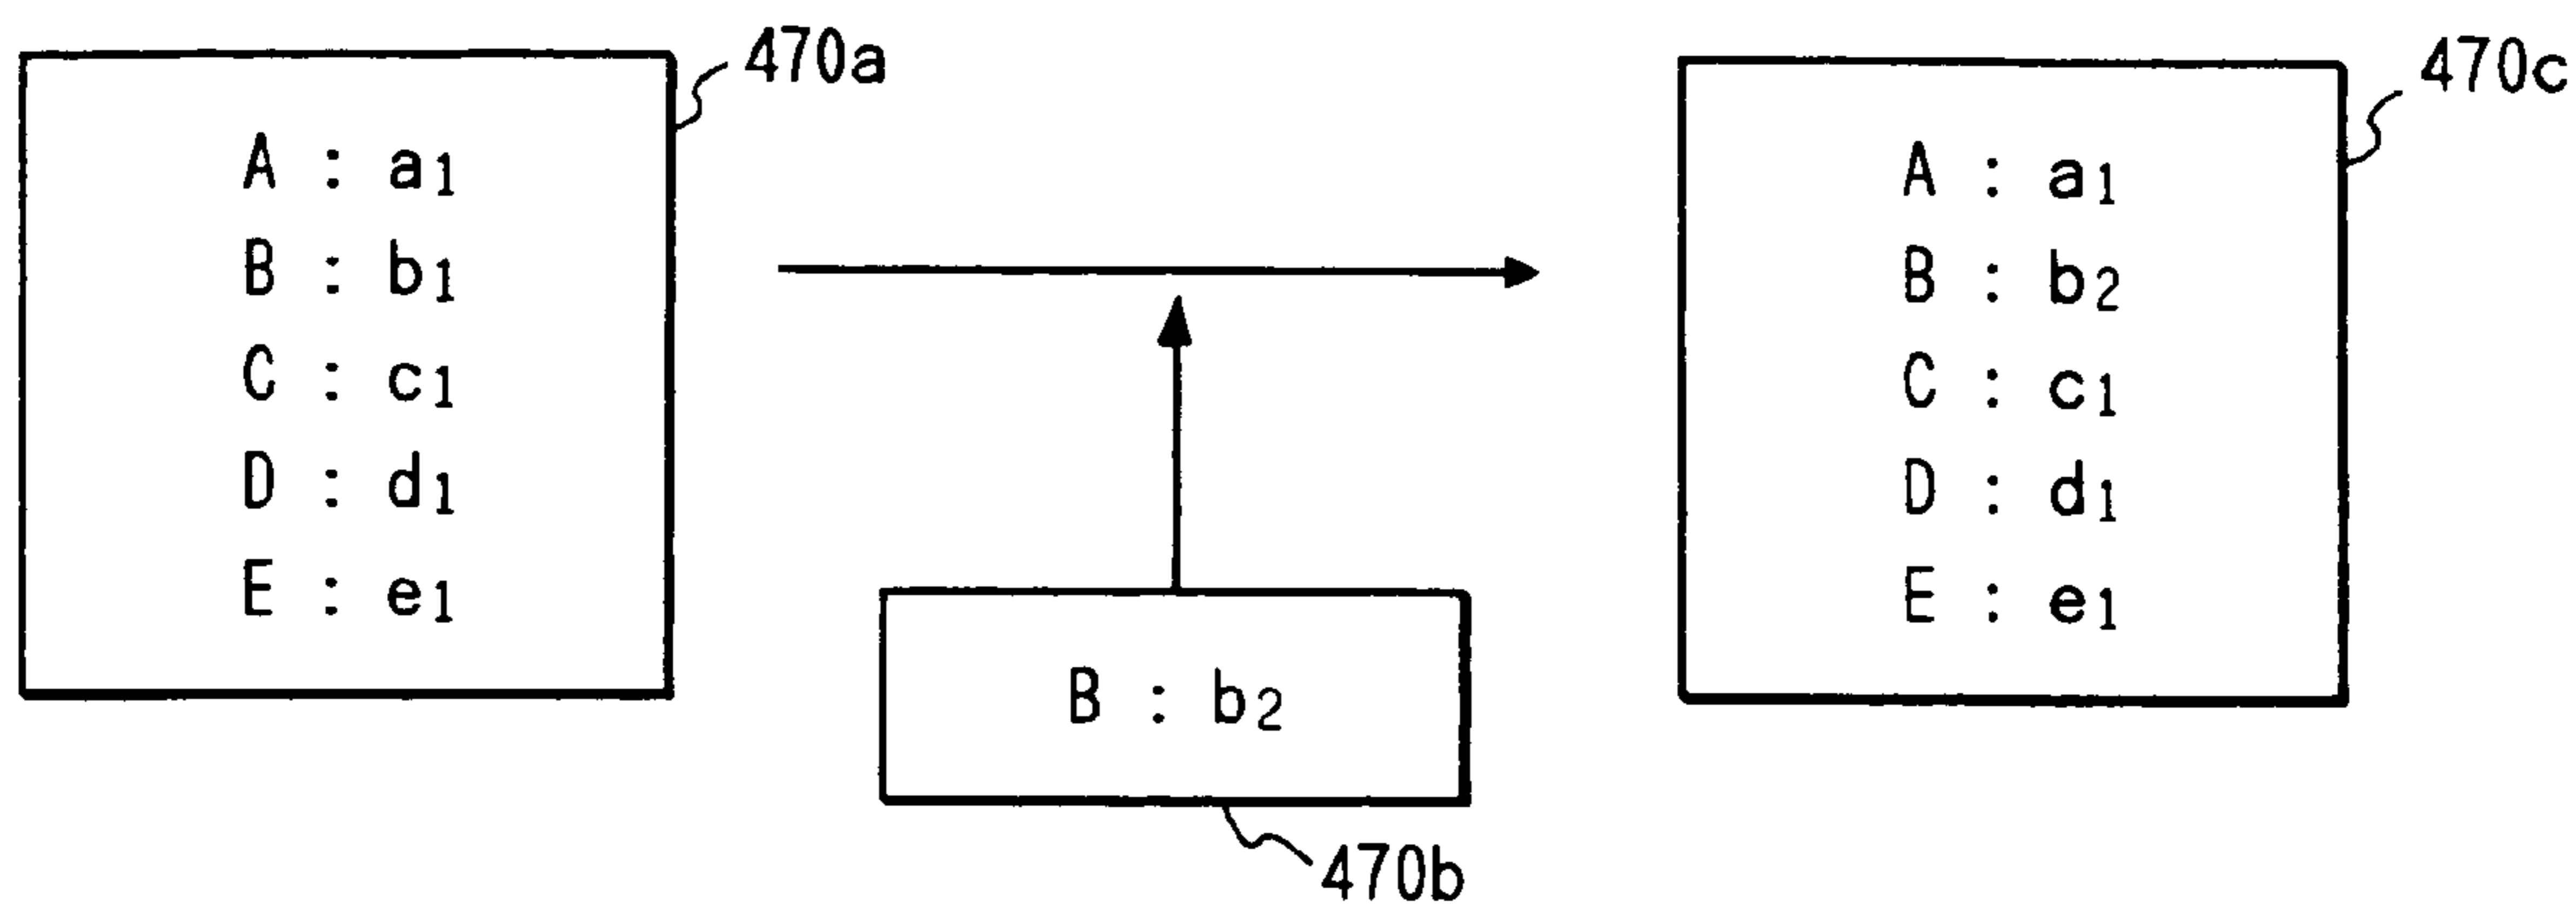 470a
A : a1
B : b1
C : c1
D : d1
E : e1
B : b2
470b
470c
A : a1
B : b2
C : c1
D : d1
E : e1